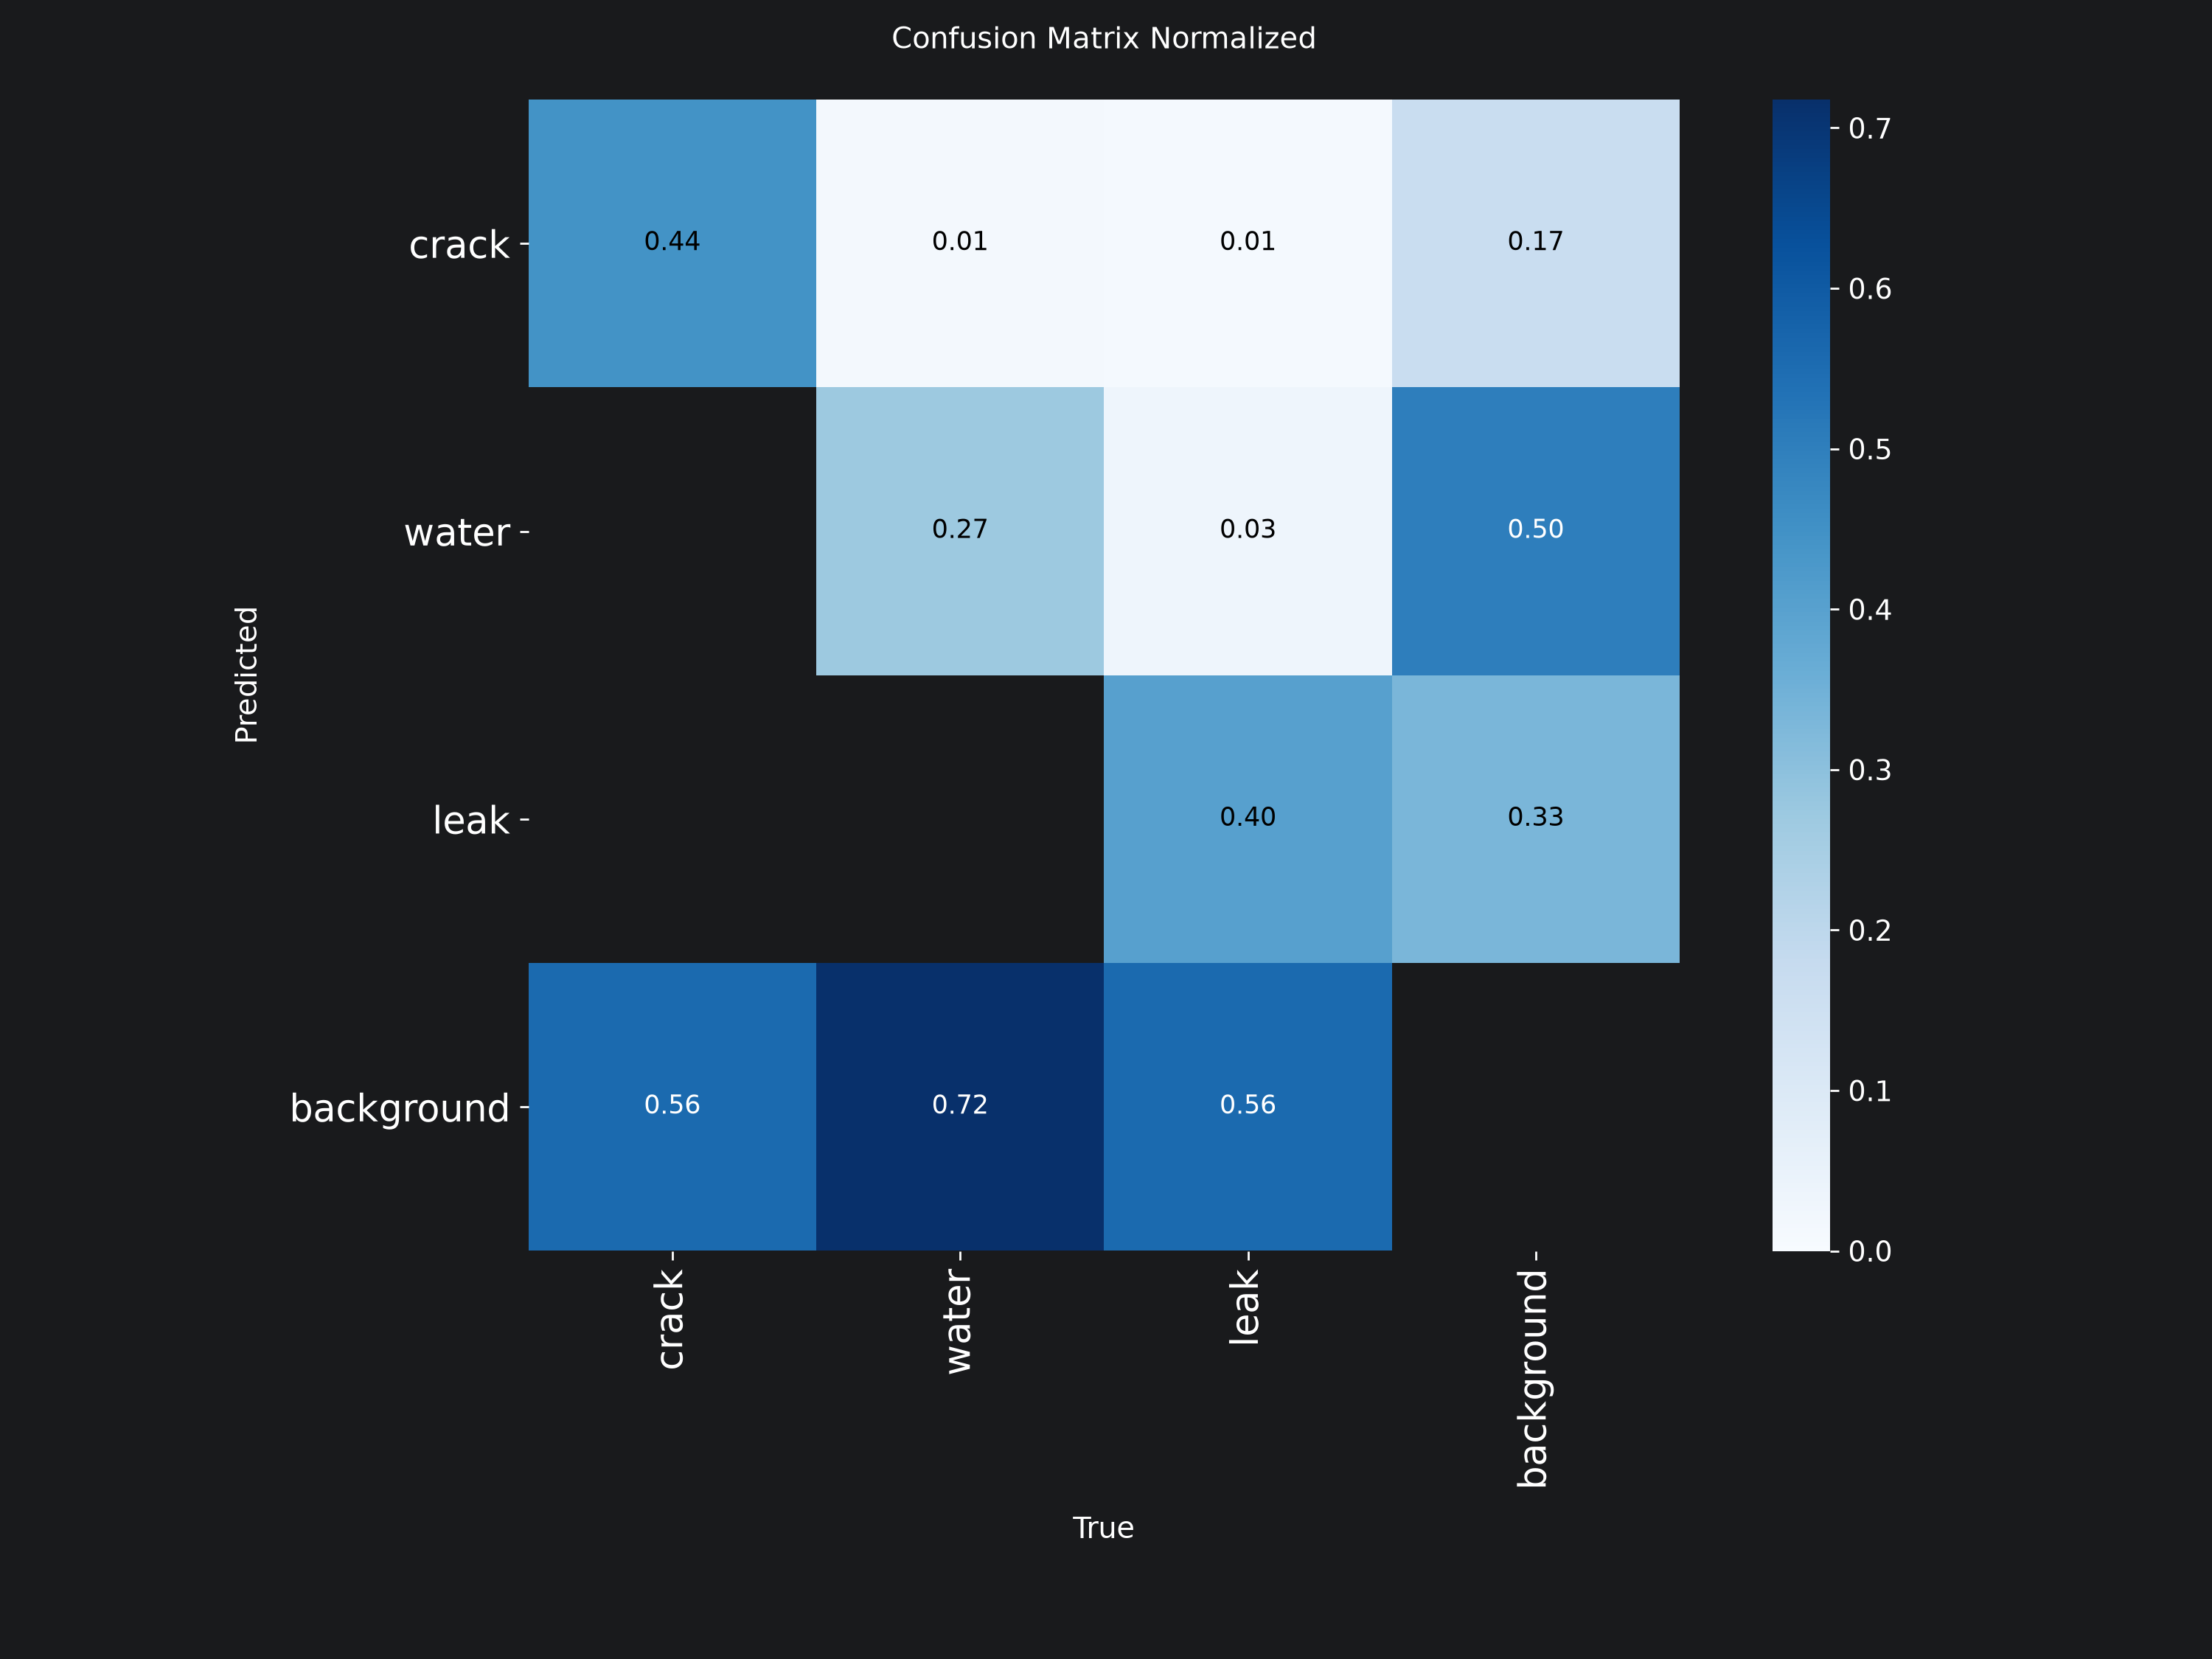 Confusion Matrix Normalized
crack 0.44 0.01 0.01 0.17
water 0.27 0.03 0.50
leak 0.40 0.33
background 0.56 0.72 0.56
crack water leak background
Predicted
True
0.7
0.6
0.5
0.4
0.3
0.2
0.1
0.0